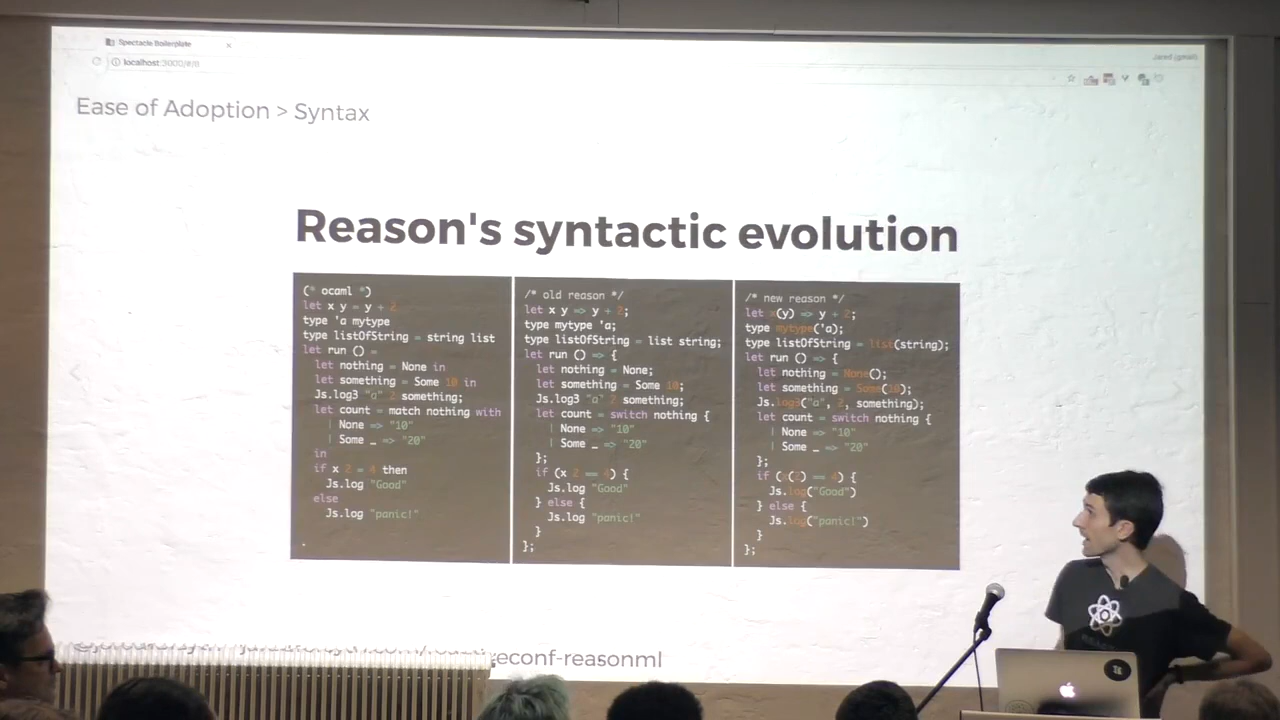 Spectacle Boilerplate
localhost:3000/#/8
Jared (gmail)
Ease of Adoption > Syntax
Reason's syntactic evolution
(* ocaml *)
let x y = y + 2
type 'a mytype
type listOfString = string list
let run () =
let nothing = None in
let something = Some 10 in
Js.log3 "a" 2 something;
let count = match nothing with
| None => "10"
| Some _ => "20"
in
if x 2 = 4 then
Js.log "Good"
else
Js.log "panic!"
/* old reason */
let x y => y + 2;
type mytype 'a;
type listOfString = list string;
let run () => {
let nothing = None;
let something = Some 10;
Js.log3 "a" 2 something;
let count = switch nothing {
| None => "10"
| Some _ => "20"
};
if (x 2 == 4) {
Js.log "Good"
} else {
Js.log "panic!"
}
};
/* new reason */
let x(y) => y + 2;
type mytype('a);
type listOfString = list(string);
let run () => {
let nothing = None();
let something = Some(10);
Js.log3("a", 2, something);
let count = switch nothing {
| None => "10"
| Some _ => "20"
};
if (x(2) == 4) {
Js.log("Good")
} else {
Js.log("panic!")
}
};
econf-reasonml